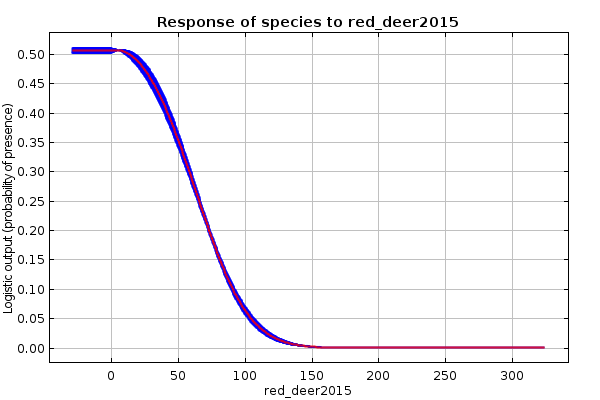 Response of species to red_deer2015
Logistic output (probability of presence)
0.50
0.45
0.40
0.35
0.30
0.25
0.20
0.15
0.10
0.05
0.00
0 50 100 150 200 250 300
red_deer2015